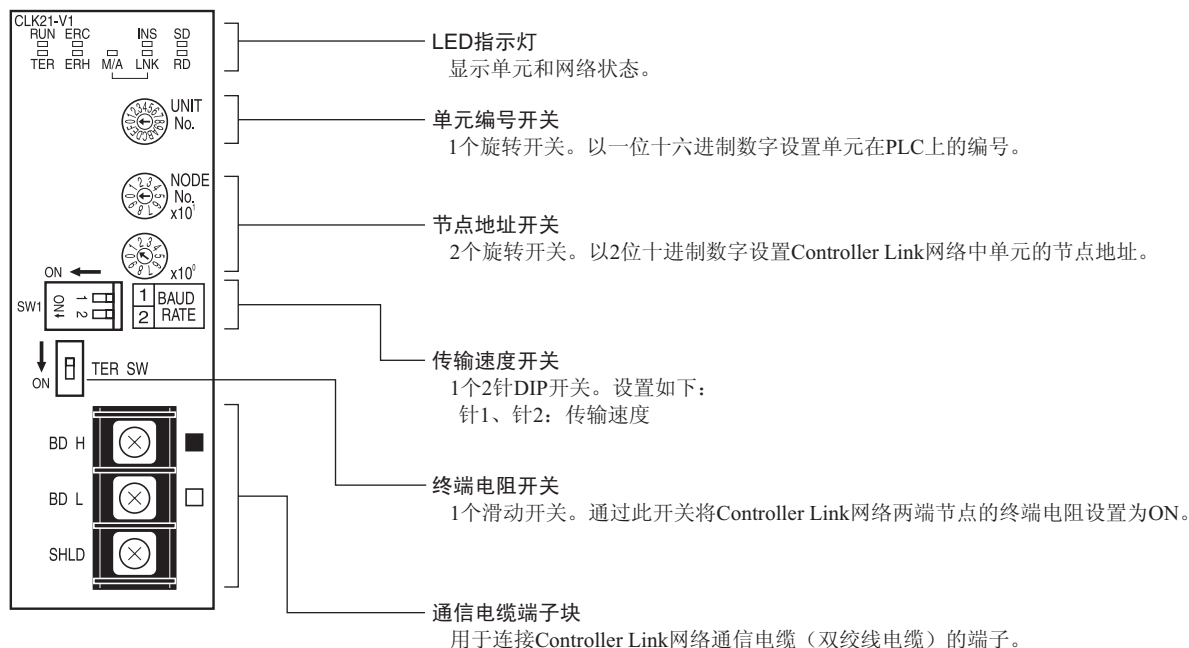 CLK21-V1
RUN ERC INS SD
TER ERH M/A LNK RD
LED指示灯
显示单元和网络状态。
0123456789ABCDEF
UNIT
No.
单元编号开关
1个旋转开关。以一位十六进制数字设置单元在PLC上的编号。
0123456789
NODE
No.
x10¹
节点地址开关
2个旋转开关。以2位十进制数字设置Controller Link网络中单元的节点地址。
0123456789
x10⁰
ON
SW1
ON
1 2
1 BAUD
2 RATE
传输速度开关
1个2针DIP开关。设置如下：
针1、针2：传输速度
ON
TER SW
BD H
BD L
SHLD
终端电阻开关
1个滑动开关。通过此开关将Controller Link网络两端节点的终端电阻设置为ON。
通信电缆端子块
用于连接Controller Link网络通信电缆（双绞线电缆）的端子。